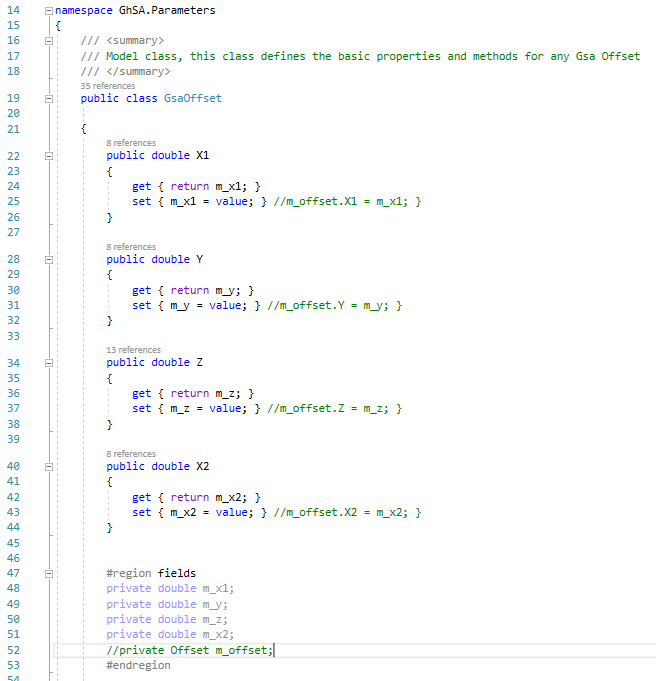 14 namespace GhSA.Parameters
15 {
16 /// <summary>
17 /// Model class, this class defines the basic properties and methods for any Gsa Offset
18 /// </summary>
35 references
19 public class GsaOffset
20
21 {
8 references
22 public double X1
23 {
24 get { return m_x1; }
25 set { m_x1 = value; } //m_offset.X1 = m_x1; }
26 }
27
8 references
28 public double Y
29 {
30 get { return m_y; }
31 set { m_y = value; } //m_offset.Y = m_y; }
32 }
33
13 references
34 public double Z
35 {
36 get { return m_z; }
37 set { m_z = value; } //m_offset.Z = m_z; }
38 }
39
8 references
40 public double X2
41 {
42 get { return m_x2; }
43 set { m_x2 = value; } //m_offset.X2 = m_x2; }
44 }
45
46
47 #region fields
48 private double m_x1;
49 private double m_y;
50 private double m_z;
51 private double m_x2;
52 //private Offset m_offset;
53 #endregion
54